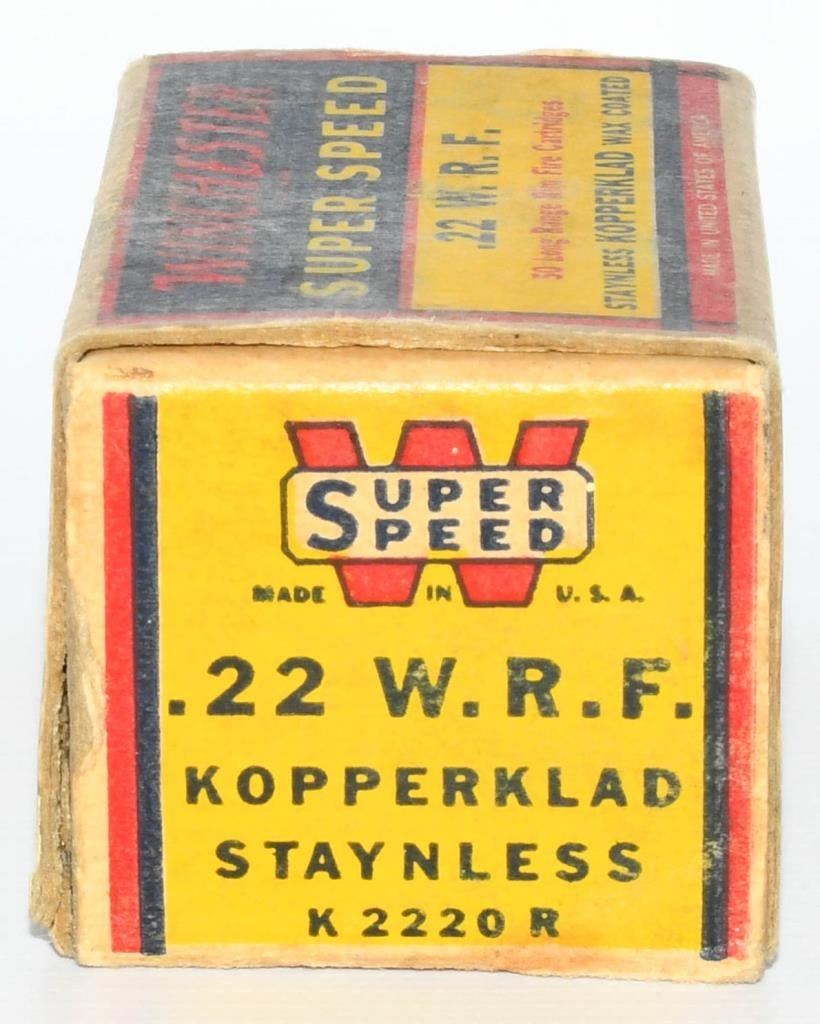 WINCHESTER
SUPER SPEED
.22 W. R. F.
50 Long Range Rim Fire Cartridges
STAYNLESS KOPPERKLAD WAX COATED
MADE IN UNITED STATES OF AMERICA
W
SUPER
SPEED
MADE IN U. S. A.
.22 W.R.F.
KOPPERKLAD
STAYNLESS
K 2220 R